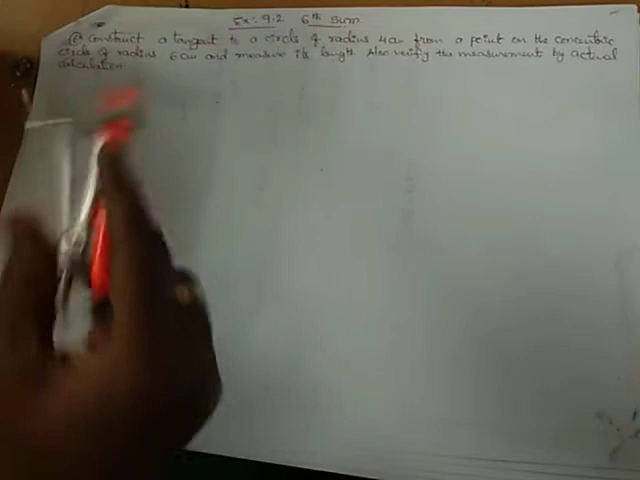 Ex: 9.2 6th sum
6) Construct a tangent to a circle of radius 4cm from a point on the concentric
circle of radius 6cm and measure its length. Also verify the measurement by actual
calculation.